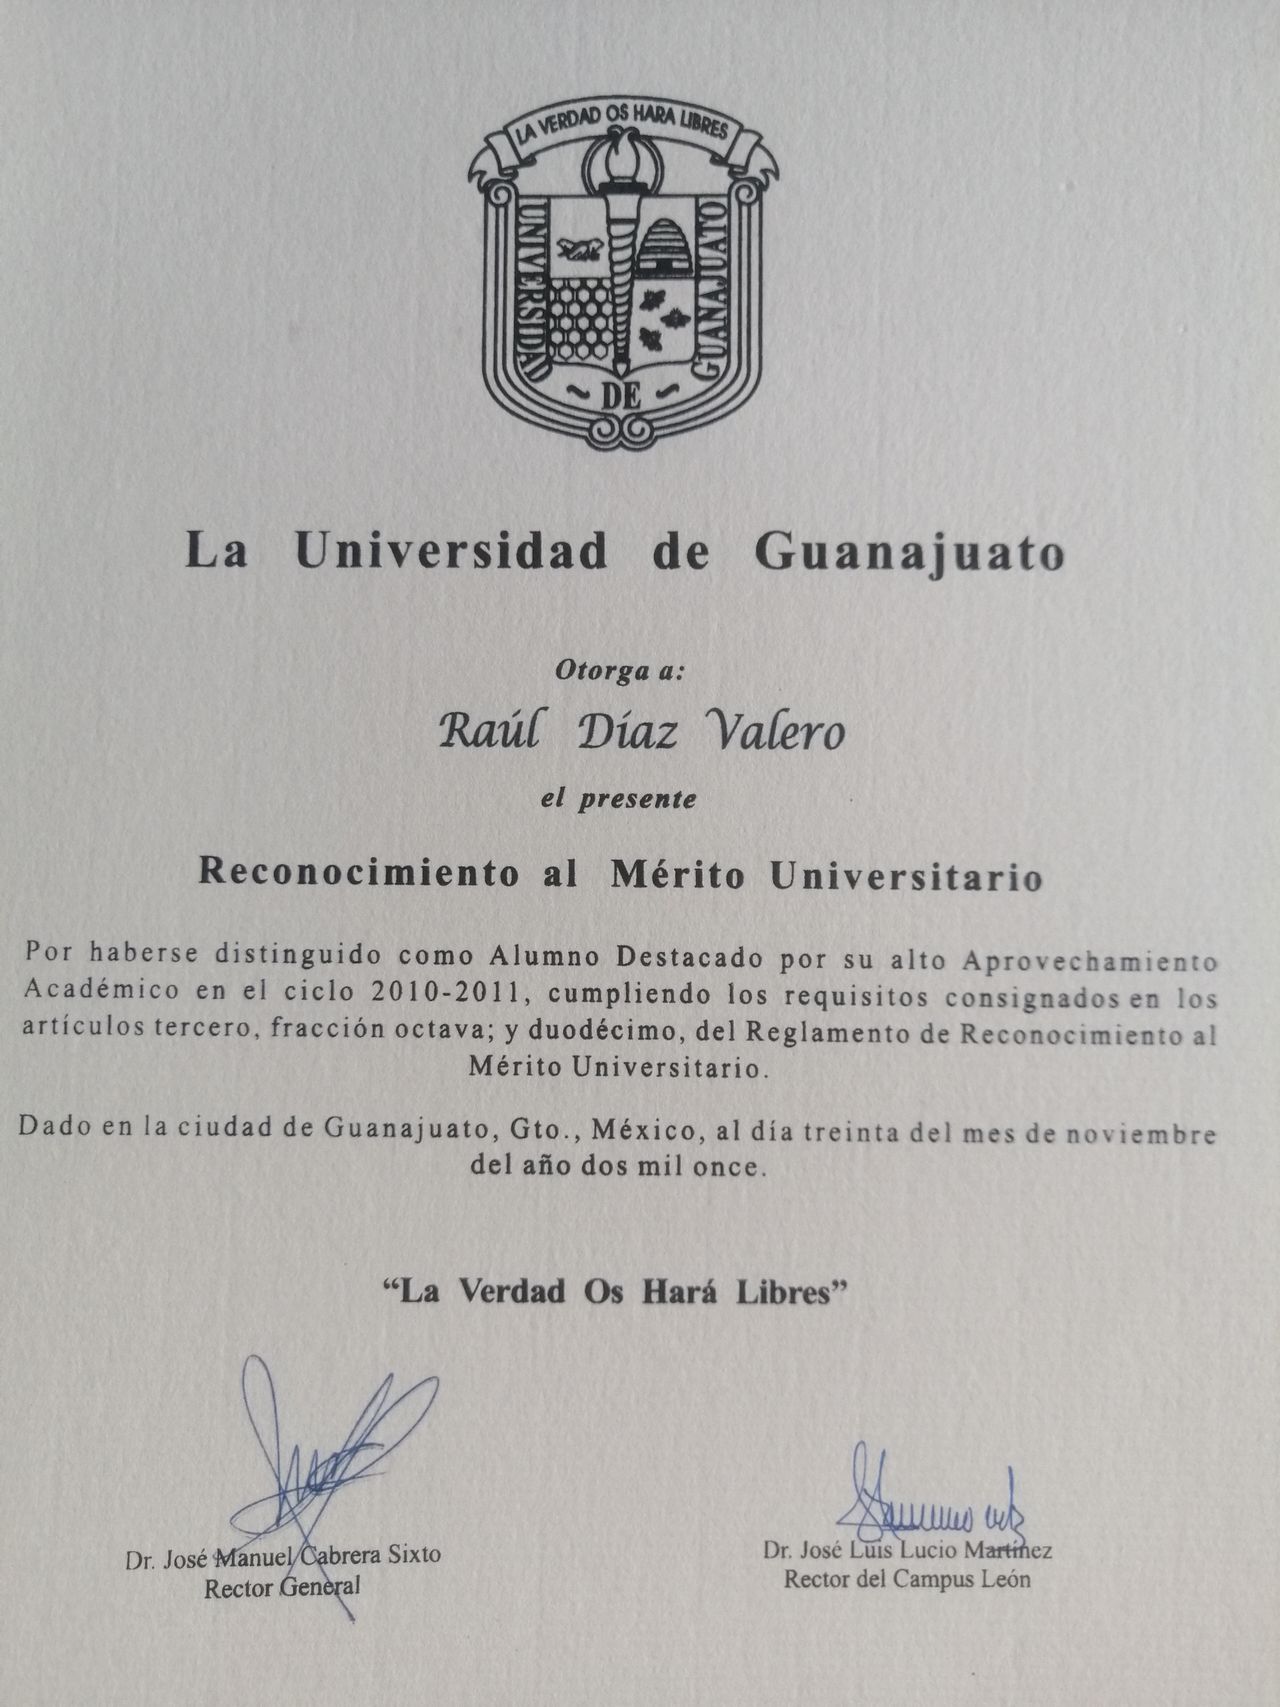 LA VERDAD OS HARA LIBRES
UNIVERSIDAD
DE
GUANAJUATO
La Universidad de Guanajuato
Otorga a:
Raúl Díaz Valero
el presente
Reconocimiento al Mérito Universitario
Por haberse distinguido como Alumno Destacado por su alto Aprovechamiento
Académico en el ciclo 2010-2011, cumpliendo los requisitos consignados en los
artículos tercero, fracción octava; y duodécimo, del Reglamento de Reconocimiento al
Mérito Universitario.
Dado en la ciudad de Guanajuato, Gto., México, al día treinta del mes de noviembre
del año dos mil once.
“La Verdad Os Hará Libres”
Dr. José Manuel Cabrera Sixto
Rector General
Dr. José Luis Lucio Martínez
Rector del Campus León